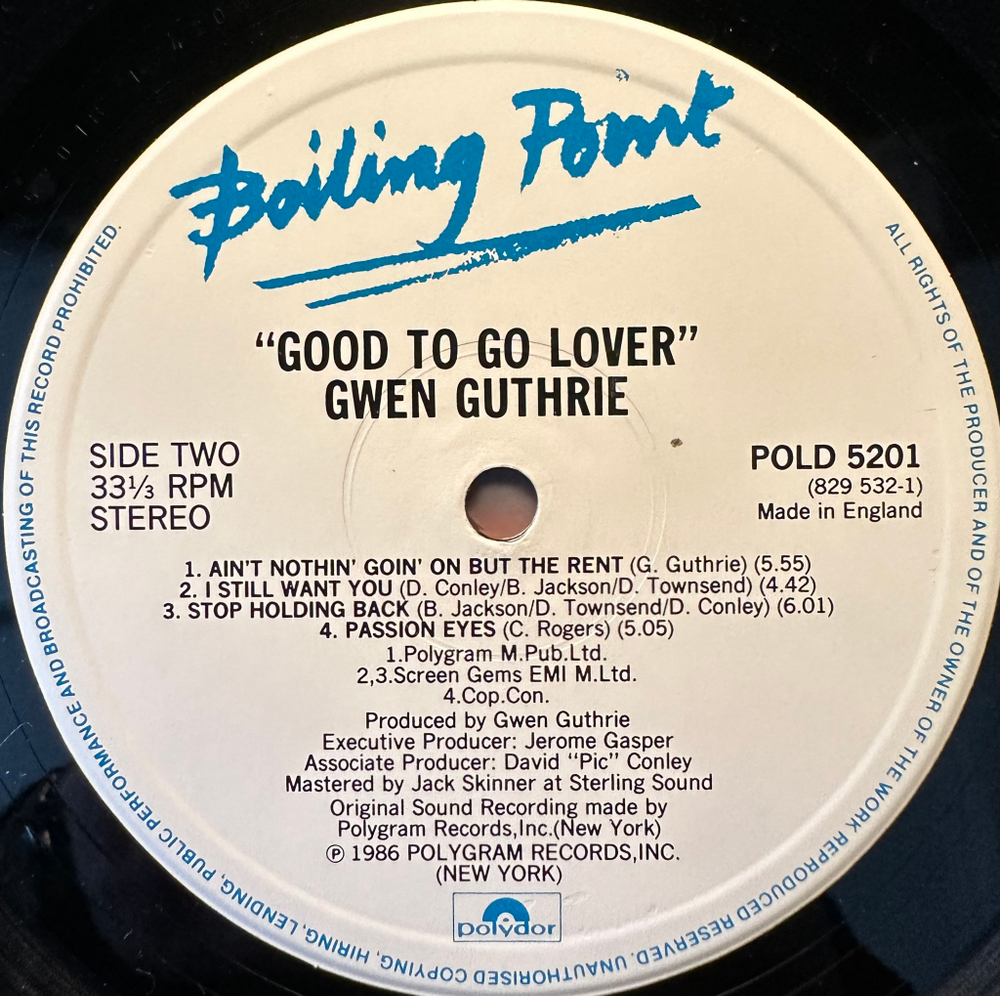 Boiling Point
“GOOD TO GO LOVER”
GWEN GUTHRIE
SIDE TWO
33⅓ RPM
STEREO
POLD 5201
(829 532-1)
Made in England
1. AIN'T NOTHIN' GOIN' ON BUT THE RENT (G. Guthrie) (5.55)
2. I STILL WANT YOU (D. Conley/B. Jackson/D. Townsend) (4.42)
3. STOP HOLDING BACK (B. Jackson/D. Townsend/D. Conley) (6.01)
4. PASSION EYES (C. Rogers) (5.05)
1.Polygram M.Pub.Ltd.
2,3.Screen Gems EMI M.Ltd.
4.Cop.Con.
Produced by Gwen Guthrie
Executive Producer: Jerome Gasper
Associate Producer: David “Pic” Conley
Mastered by Jack Skinner at Sterling Sound
Original Sound Recording made by
Polygram Records,Inc.(New York)
℗ 1986 POLYGRAM RECORDS,INC.
(NEW YORK)
polydor
ALL RIGHTS OF THE PRODUCER AND OF THE OWNER OF THE WORK REPRODUCED RESERVED. UNAUTHORISED COPYING, HIRING, LENDING, PUBLIC PERFORMANCE AND BROADCASTING OF THIS RECORD PROHIBITED.